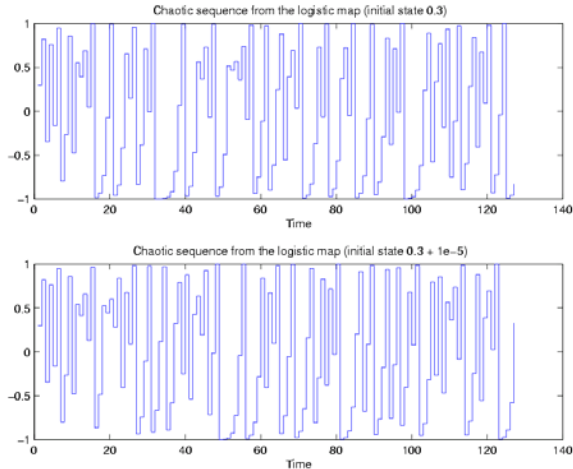 Chaotic sequence from the logistic map (initial state 0.3)
1
0.5
0
−0.5
−1
0 20 40 60 80 100 120 140
Time
Chaotic sequence from the logistic map (initial state 0.3 + 1e−5)
1
0.5
0
−0.5
−1
0 20 40 60 80 100 120 140
Time